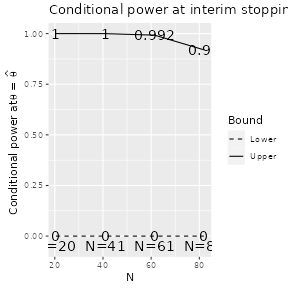 Conditional power at interim stoppin
Conditional power at θ = θ̂
1.00
0.75
0.50
0.25
0.00
1 1 0.992 0.9
0 0 0 0
=20 N=41 N=61 N=8
20 40 60 80
N
Bound
Lower
Upper